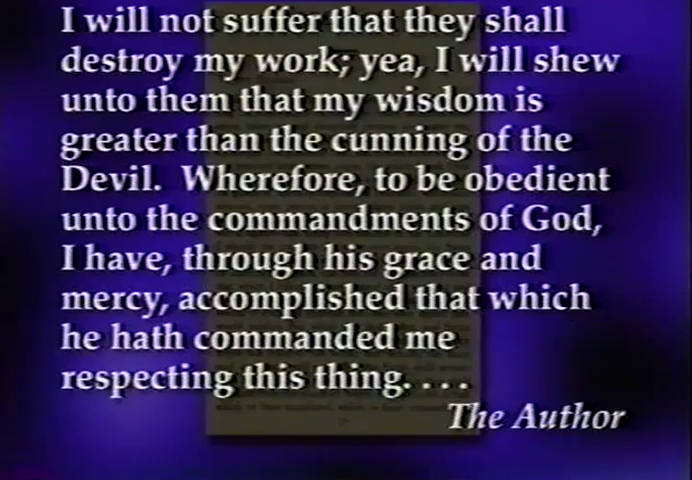 I will not suffer that they shall
destroy my work; yea, I will shew
unto them that my wisdom is
greater than the cunning of the
Devil.  Wherefore, to be obedient
unto the commandments of God,
I have, through his grace and
mercy, accomplished that which
he hath commanded me
respecting this thing. . . .
The Author